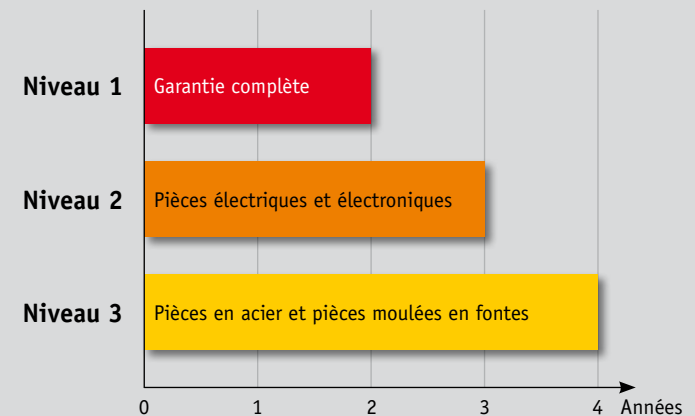 Niveau 1 Garantie complète
Niveau 2 Pièces électriques et électroniques
Niveau 3 Pièces en acier et pièces moulées en fontes
0 1 2 3 4 Années